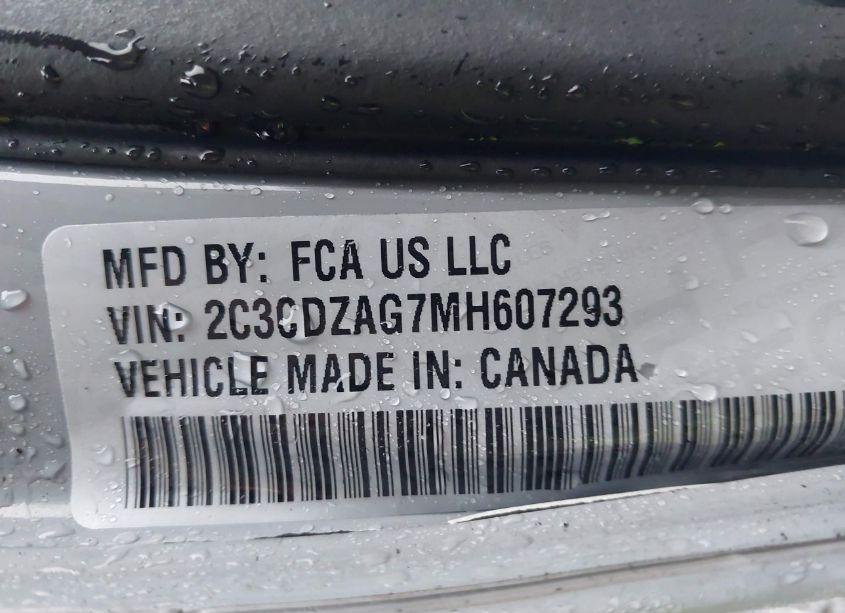 MFD BY: FCA US LLC
VIN: 2C3CDZAG7MH607293
VEHICLE MADE IN: CANADA